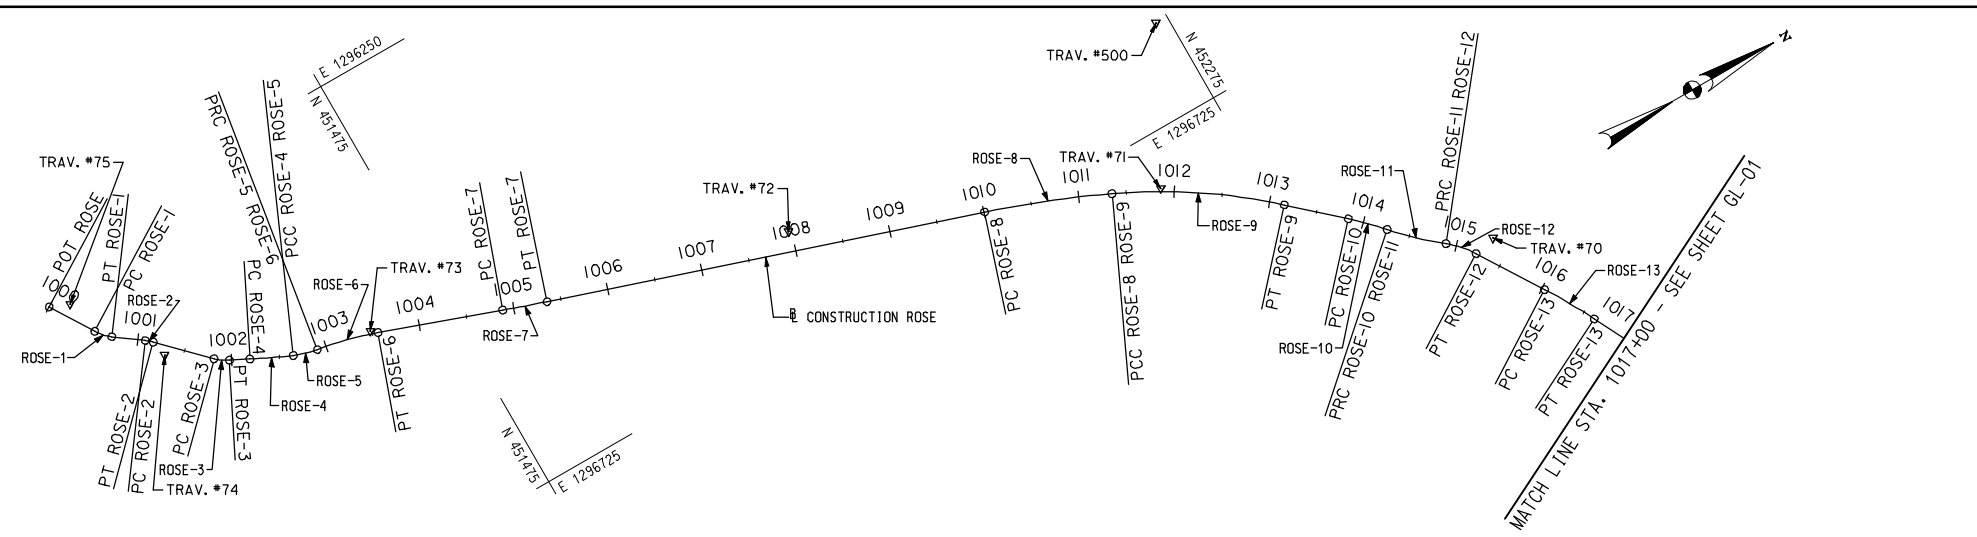 E 1296250
N 451475
TRAV. #500
N 452275
E 1296725
N
TRAV. #75
1000 POT ROSE
PT ROSE-1
PC ROSE-1
PRC ROSE-5 ROSE-6
PCC ROSE-4 ROSE-5
ROSE-1
ROSE-2
1001
PT ROSE-2
PC ROSE-2
TRAV. #74
ROSE-3
PC ROSE-3
1002
PT ROSE-3
PC ROSE-4
ROSE-4
ROSE-5
ROSE-6
1003
TRAV. #73
PT ROSE-6
1004
PC ROSE-7
1005
PT ROSE-7
ROSE-7
N 451475
E 1296725
1006
1007
TRAV. #72
1008
BL CONSTRUCTION ROSE
1009
1010
PC ROSE-8
ROSE-8
1011
TRAV. #71
PCC ROSE-8 ROSE-9
1012
ROSE-9
1013
PT ROSE-9
PC ROSE-10
ROSE-10
1014
ROSE-11
PRC ROSE-10 ROSE-11
PRC ROSE-11 ROSE-12
1015
ROSE-12
TRAV. #70
PT ROSE-12
1016
PC ROSE-13
ROSE-13
PT ROSE-13
1017
MATCH LINE STA. 1017+00 - SEE SHEET GL-01